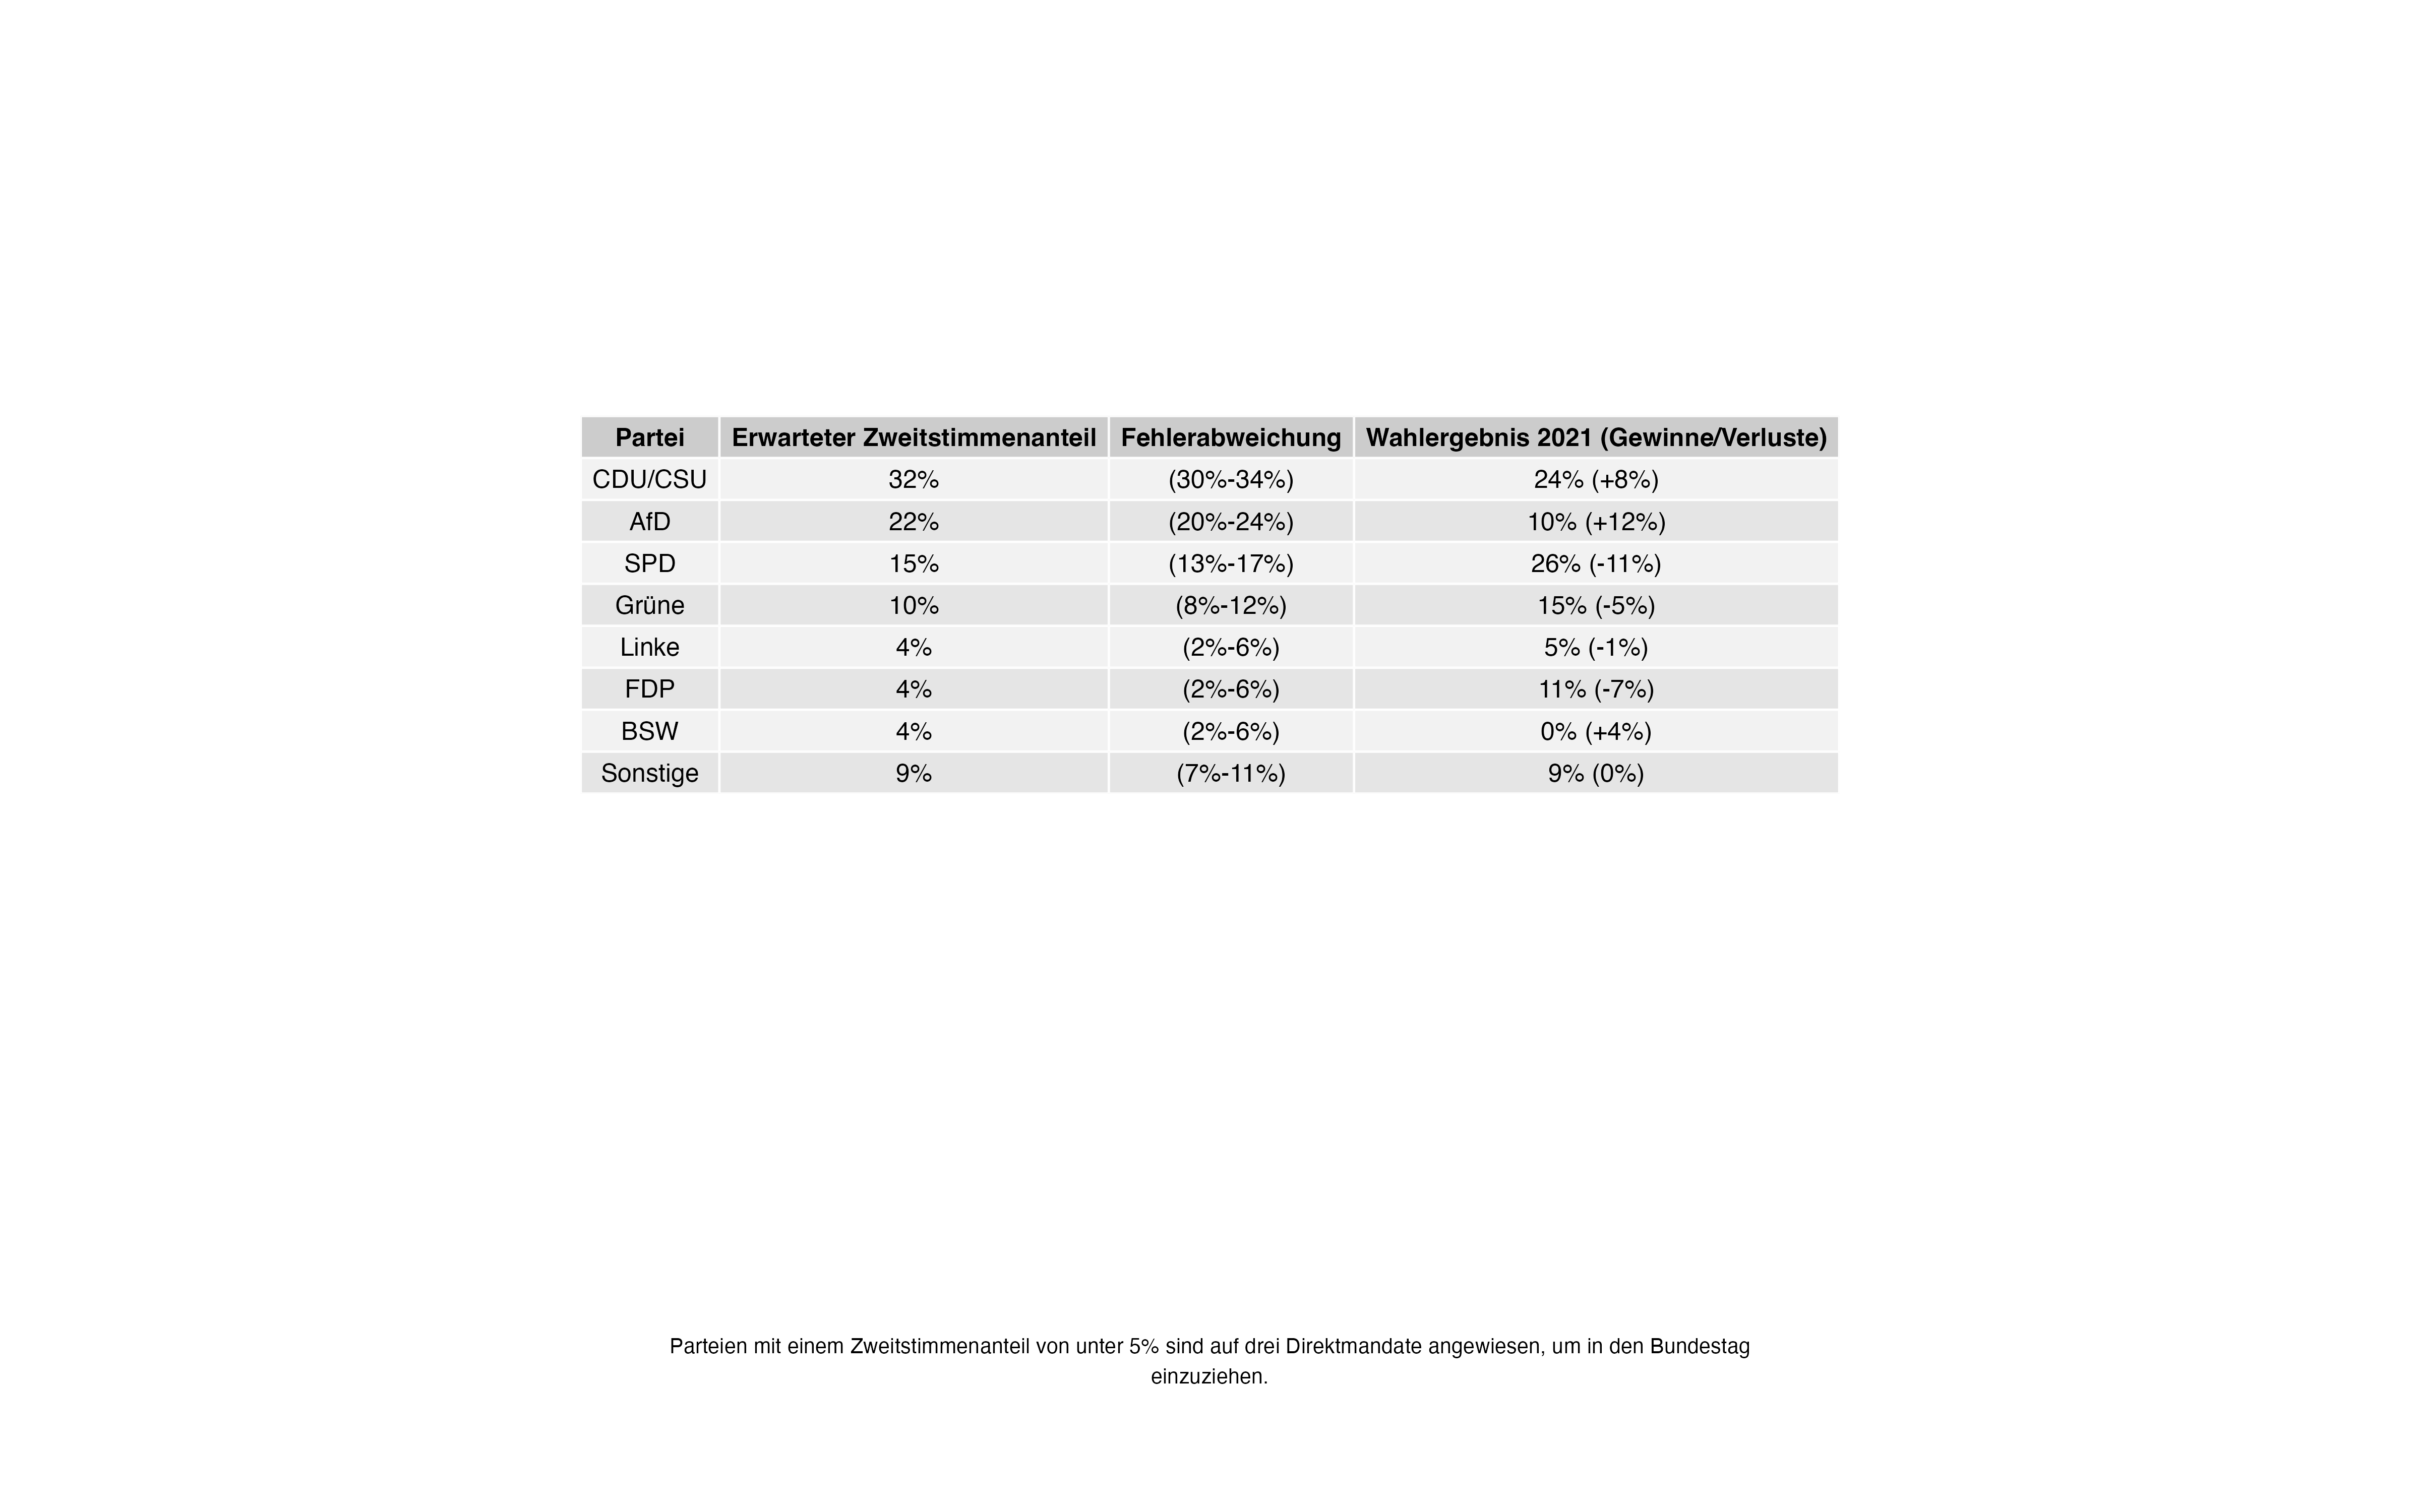 Partei Erwarteter Zweitstimmenanteil Fehlerabweichung Wahlergebnis 2021 (Gewinne/Verluste)
CDU/CSU 32% (30%-34%) 24% (+8%)
AfD 22% (20%-24%) 10% (+12%)
SPD 15% (13%-17%) 26% (-11%)
Grüne 10% (8%-12%) 15% (-5%)
Linke 4% (2%-6%) 5% (-1%)
FDP 4% (2%-6%) 11% (-7%)
BSW 4% (2%-6%) 0% (+4%)
Sonstige 9% (7%-11%) 9% (0%)
Parteien mit einem Zweitstimmenanteil von unter 5% sind auf drei Direktmandate angewiesen, um in den Bundestag
einzuziehen.